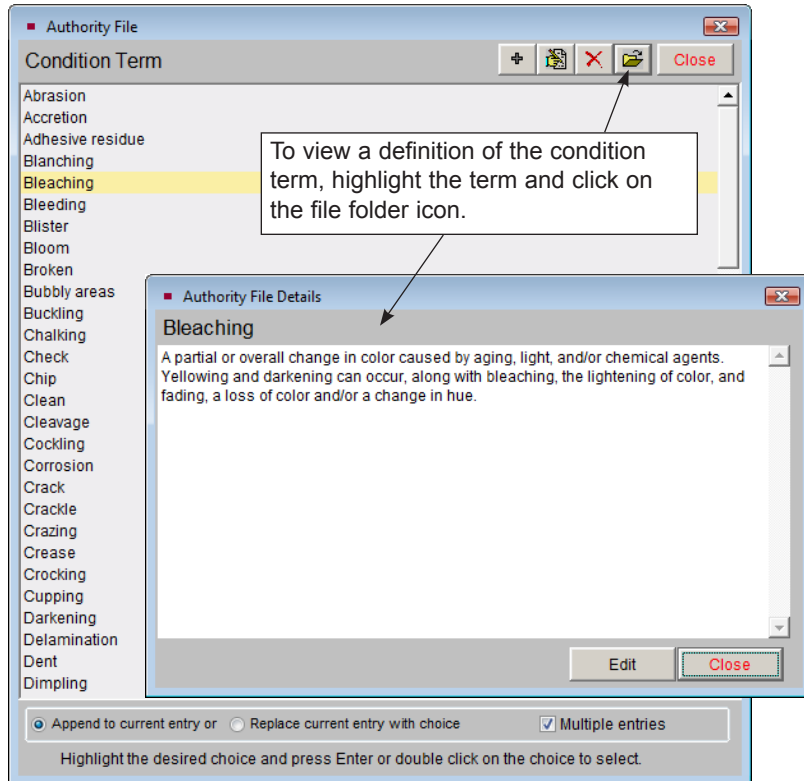 Authority File
Condition Term
Close
Abrasion
Accretion
Adhesive residue
Blanching
Bleaching
Bleeding
Blister
Bloom
Broken
Bubbly areas
Buckling
Chalking
Check
Chip
Clean
Cleavage
Cockling
Corrosion
Crack
Crackle
Crazing
Crease
Crocking
Cupping
Darkening
Delamination
Dent
Dimpling
To view a definition of the condition
term, highlight the term and click on
the file folder icon.
Authority File Details
Bleaching
A partial or overall change in color caused by aging, light, and/or chemical agents.
Yellowing and darkening can occur, along with bleaching, the lightening of color, and
fading, a loss of color and/or a change in hue.
Edit
Close
Append to current entry or
Replace current entry with choice
Multiple entries
Highlight the desired choice and press Enter or double click on the choice to select.